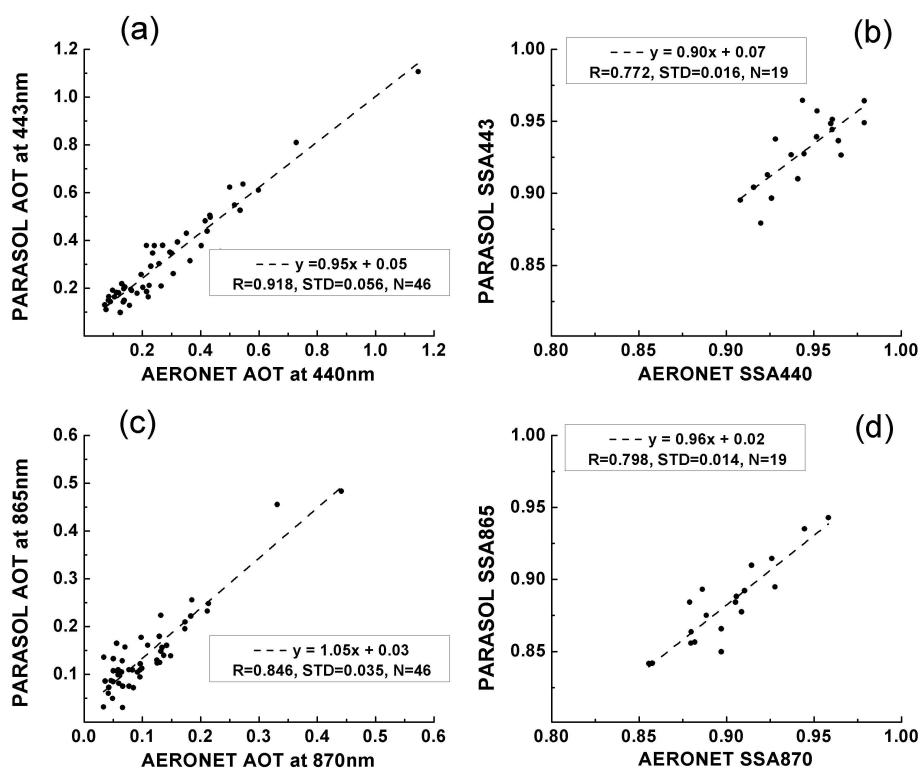 (a)
1.2
1.0
0.8
0.6
0.4
0.2
PARASOL AOT at 443nm
y =0.95x + 0.05
R=0.918, STD=0.056, N=46
0.2 0.4 0.6 0.8 1.0 1.2
AERONET AOT at 440nm
(b)
1.00
0.95
0.90
0.85
PARASOL SSA443
y = 0.90x + 0.07
R=0.772, STD=0.016, N=19
0.80 0.85 0.90 0.95 1.00
AERONET SSA440
(c)
0.6
0.5
0.4
0.3
0.2
0.1
PARASOL AOT at 865nm
y = 1.05x + 0.03
R=0.846, STD=0.035, N=46
0.0 0.1 0.2 0.3 0.4 0.5 0.6
AERONET AOT at 870nm
(d)
1.00
0.95
0.90
0.85
PARASOL SSA865
y = 0.96x + 0.02
R=0.798, STD=0.014, N=19
0.80 0.85 0.90 0.95 1.00
AERONET SSA870